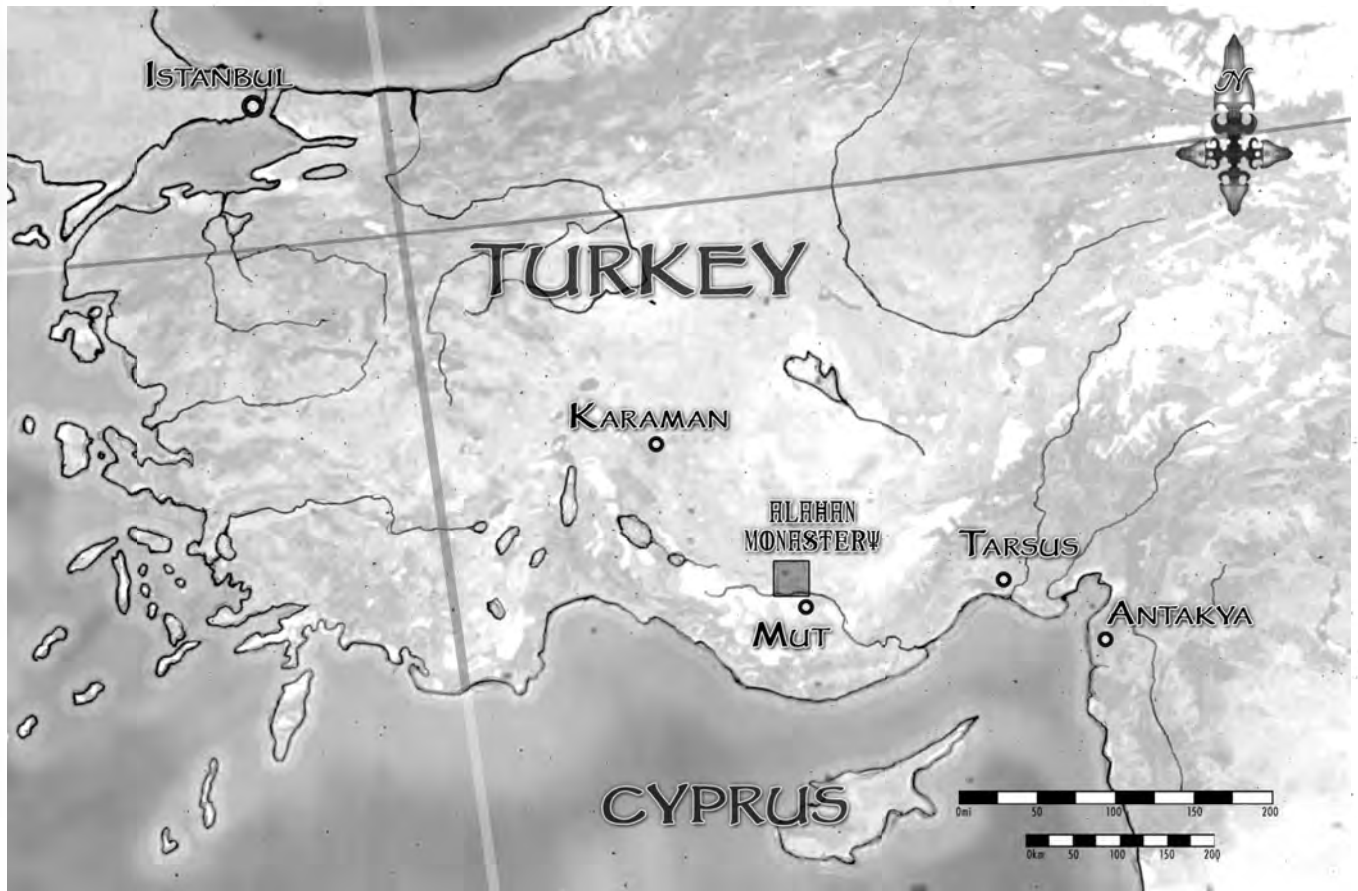 Istanbul
N
TURKEY
Karaman
ALAHAN
MONASTERY
Tarsus
Antakya
Mut
CYPRUS
0mi 50 100 150 200
0km 50 100 150 200